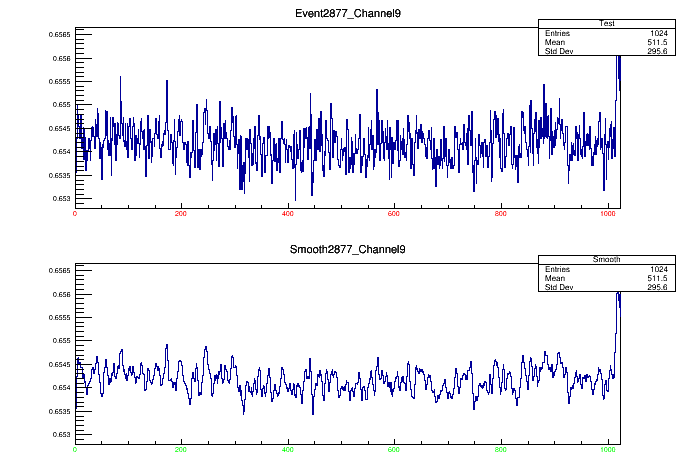 Event2877_Channel9
Test
Entries 1024
Mean 511.5
Std Dev 295.6
0.6565
0.656
0.6555
0.655
0.6545
0.654
0.6535
0.653
0 200 400 600 800 1000
Smooth2877_Channel9
Smooth
Entries 1024
Mean 511.5
Std Dev 295.6
0.6565
0.656
0.6555
0.655
0.6545
0.654
0.6535
0.653
0 200 400 600 800 1000